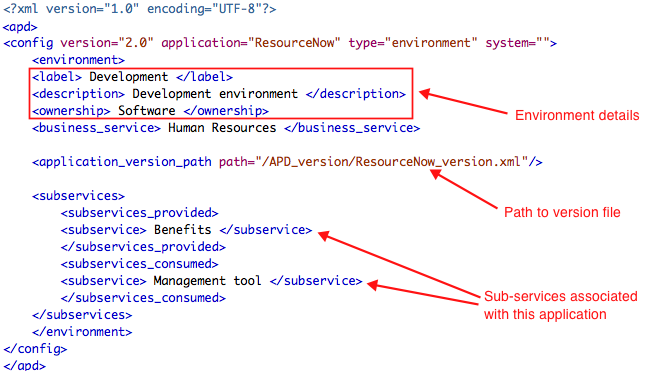 <?xml version="1.0" encoding="UTF-8"?>
<apd>
<config version="2.0" application="ResourceNow" type="environment" system="">
<environment>
<label> Development </label>
<description> Development environment </description>
<ownership> Software </ownership>
Environment details
<business_service> Human Resources </business_service>
<application_version_path path="/APD_version/ResourceNow_version.xml"/>
Path to version file
<subservices>
<subservices_provided>
<subservice> Benefits </subservice>
</subservices_provided>
<subservices_consumed>
<subservice> Management tool </subservice>
</subservices_consumed>
Sub-services associated
with this application
</subservices>
</environment>
</config>
</apd>